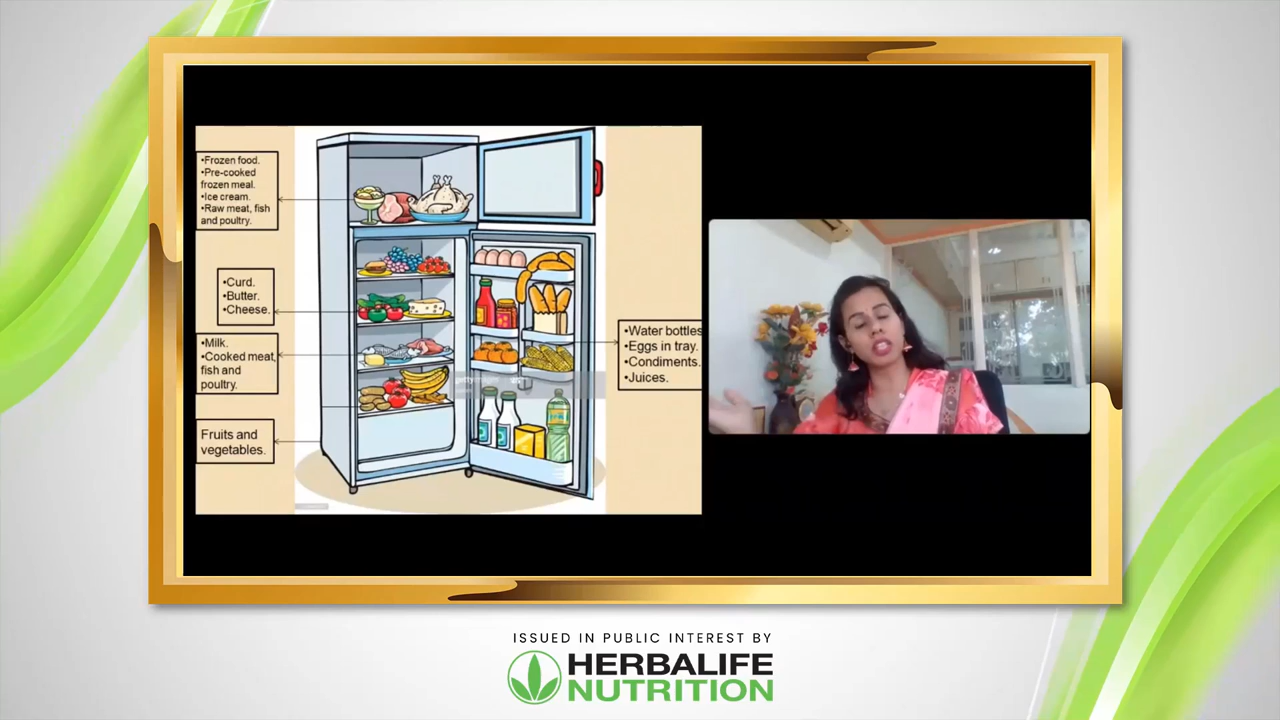 •Frozen food.
•Pre-cooked
frozen meal.
•Ice cream.
•Raw meat, fish
and poultry.
•Curd.
•Butter.
•Cheese.
•Milk.
•Cooked meat,
fish and
poultry.
Fruits and
vegetables.
•Water bottles
•Eggs in tray.
•Condiments.
•Juices.
gettyimages
ISSUED IN PUBLIC INTEREST BY
HERBALIFE
NUTRITION